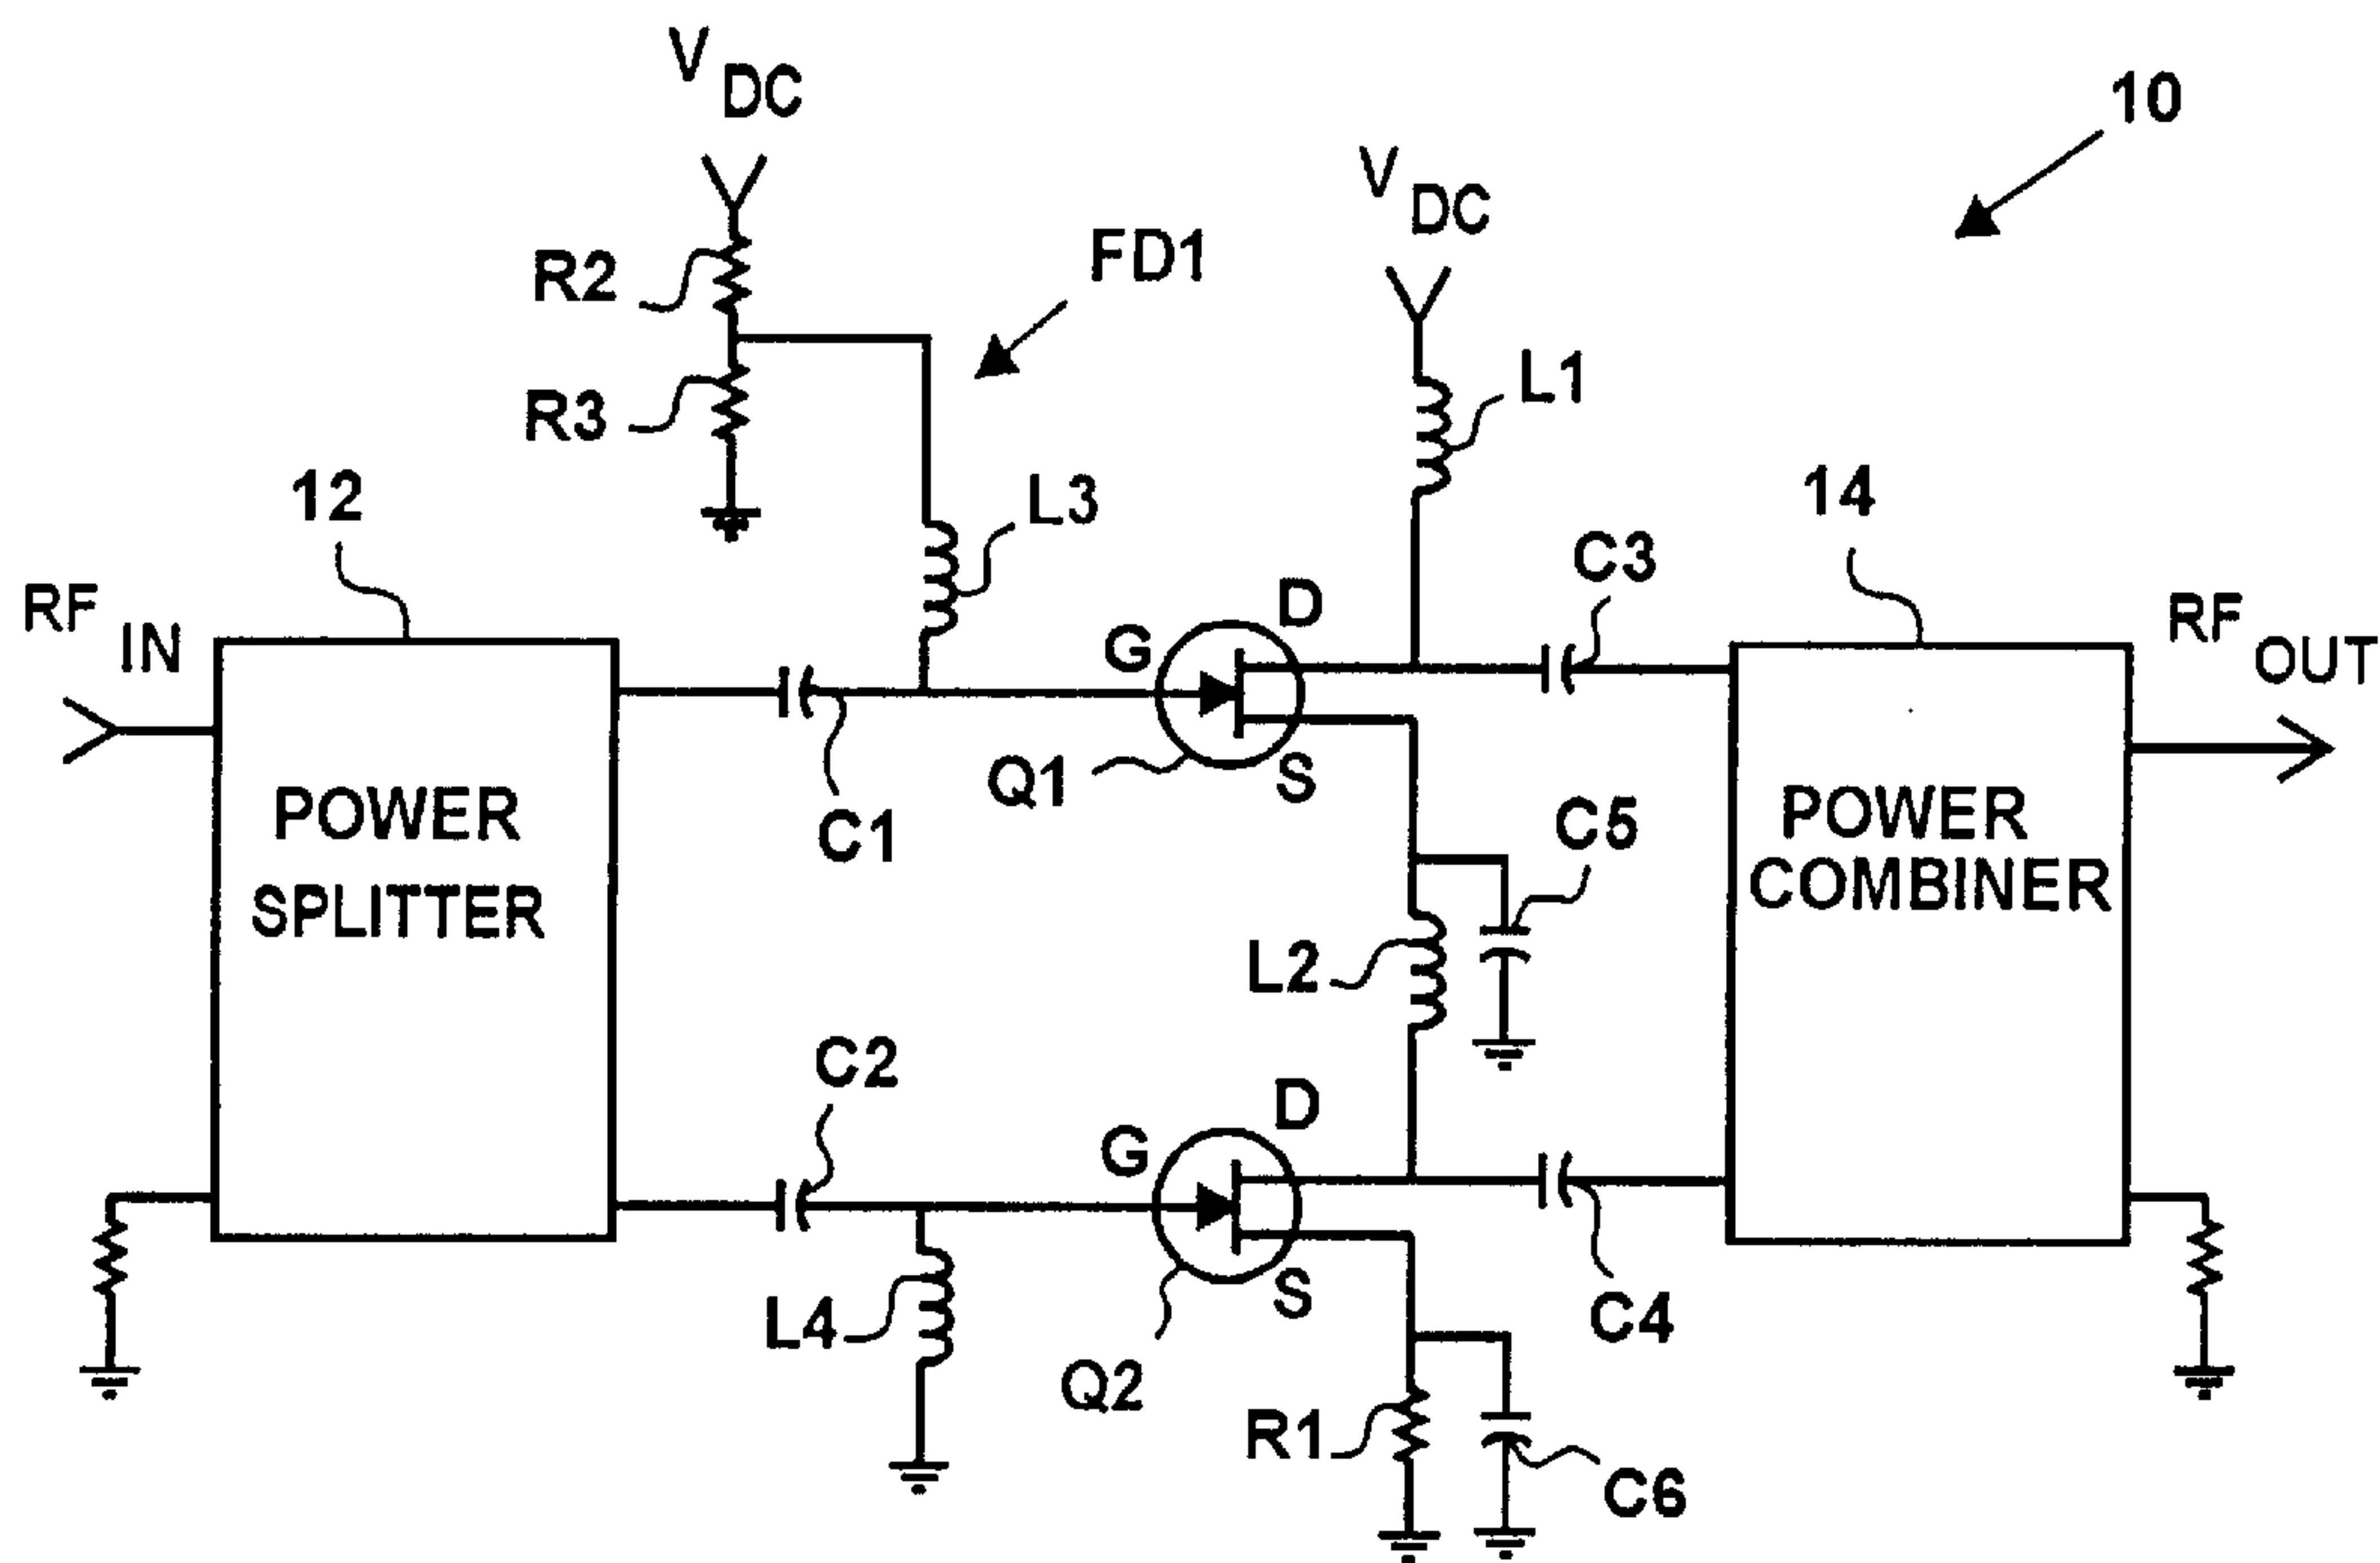 V DC
10
V DC
R2
FD1
R3
L1
12
L3
14
C3
RF IN
G
D
RF OUT
Q1
S
C1
C5
POWER
SPLITTER
POWER
COMBINER
L2
C2
D
G
L4
S
C4
Q2
R1
C6